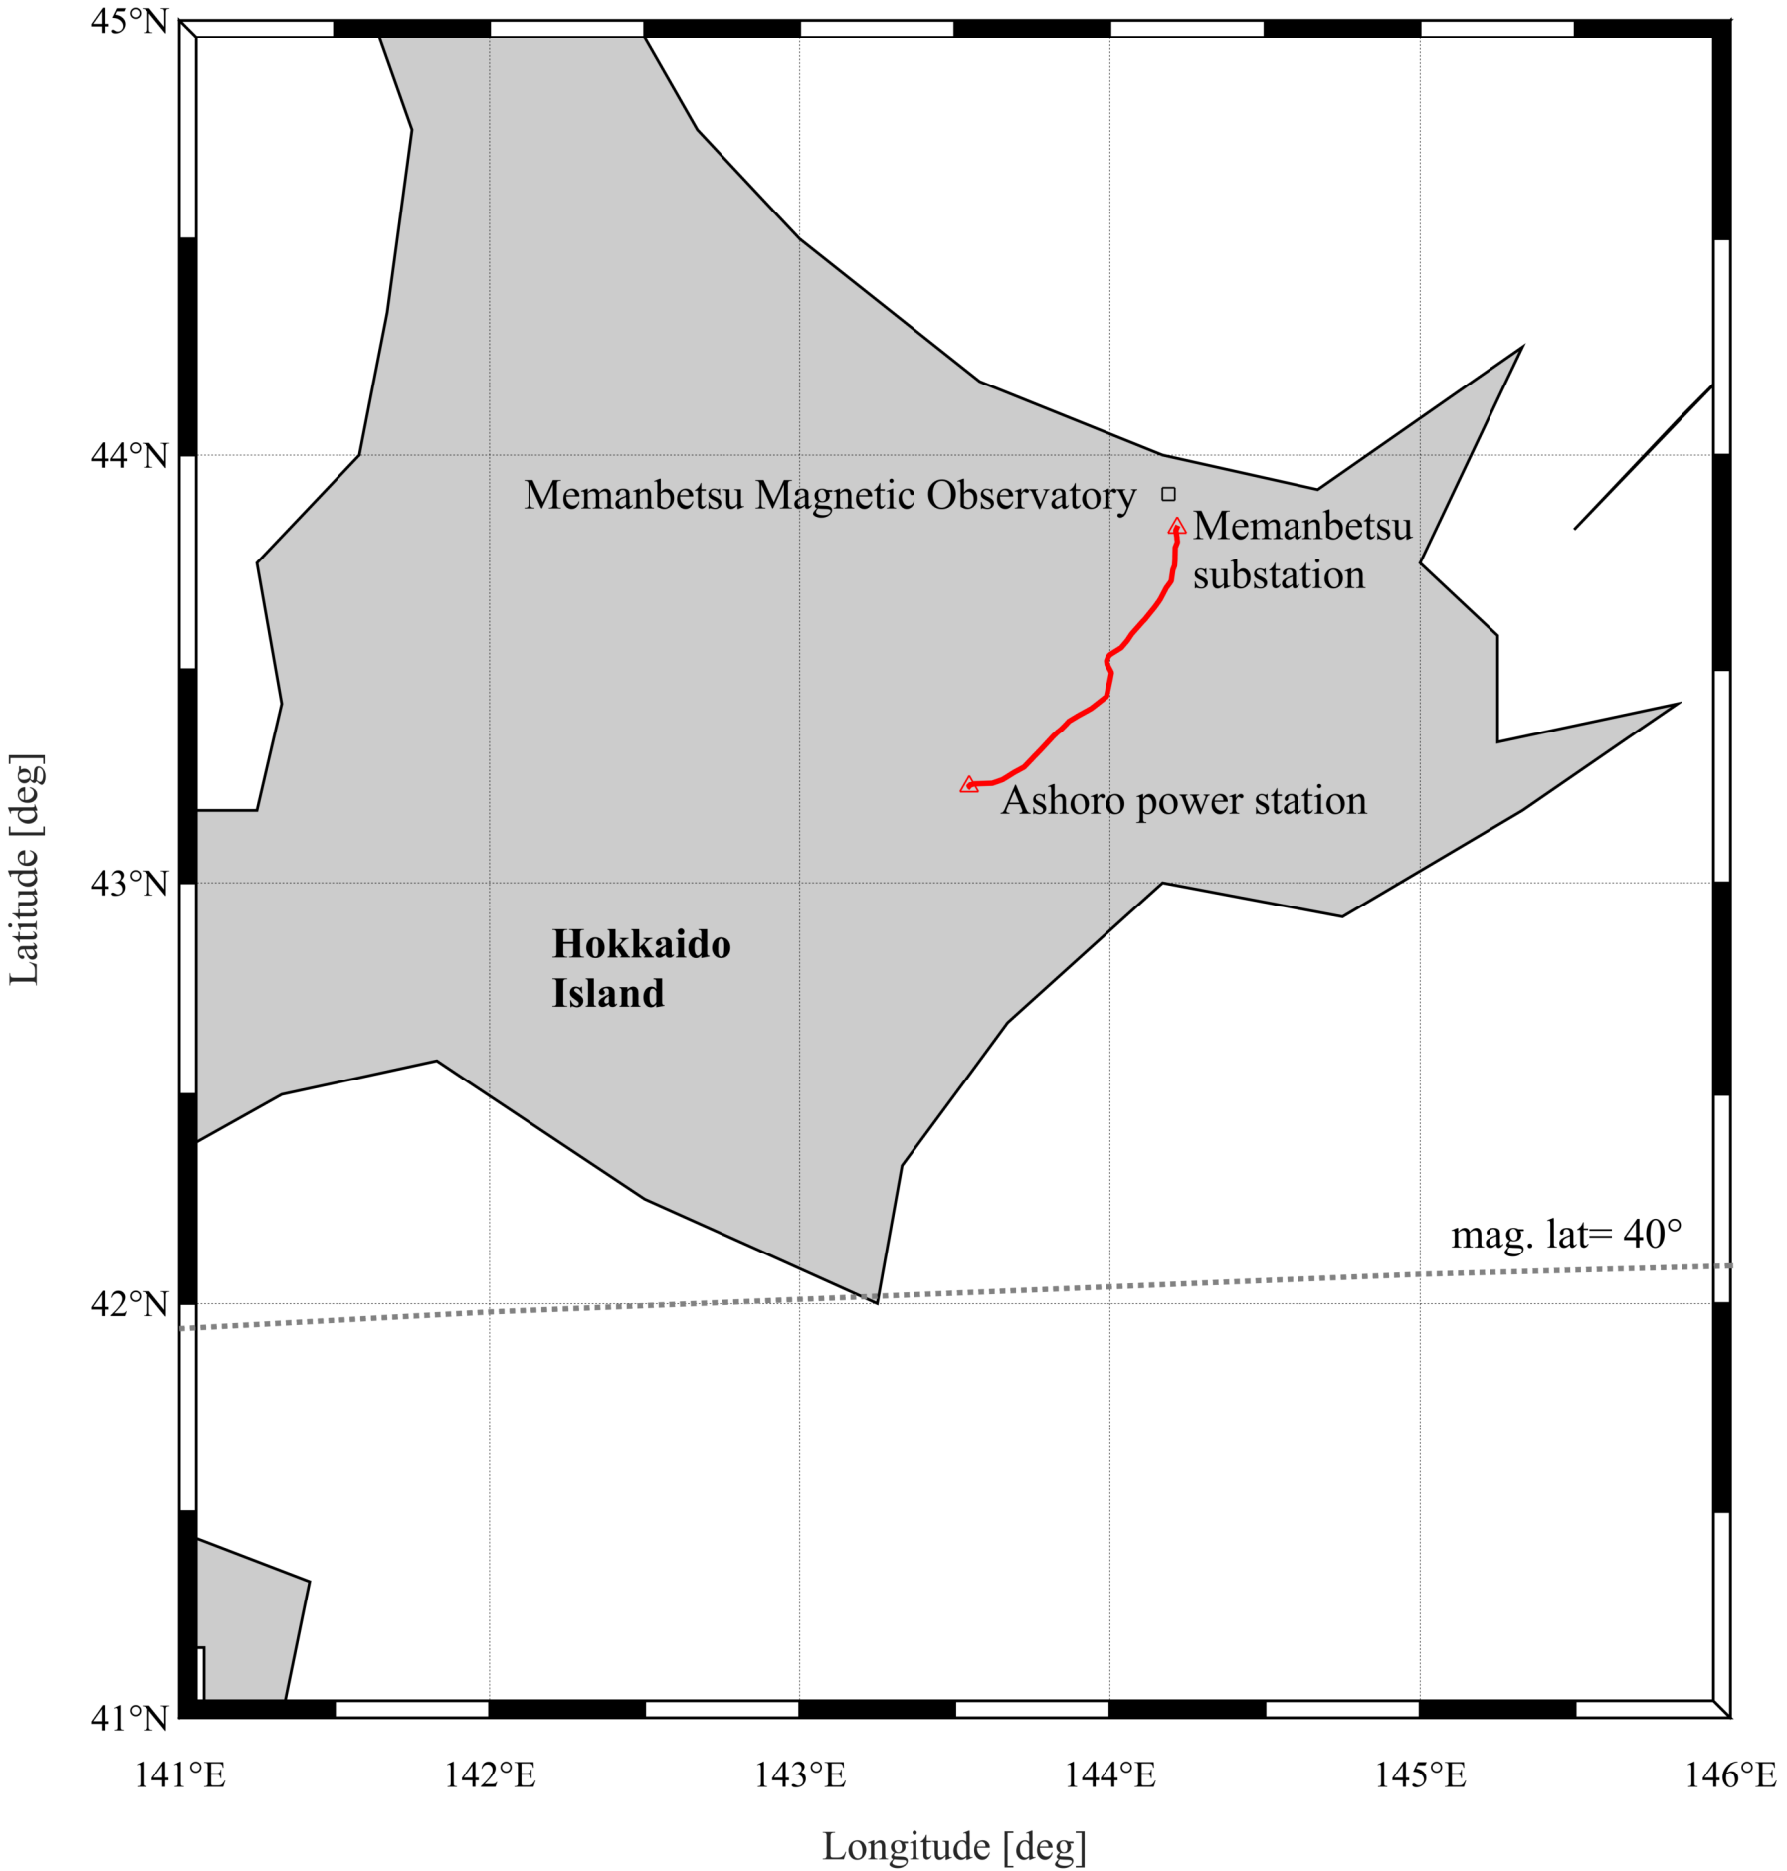 45°N
44°N
Memanbetsu Magnetic Observatory
Memanbetsu
substation
Ashoro power station
43°N
Hokkaido
Island
Latitude [deg]
mag. lat= 40°
42°N
41°N
141°E 142°E 143°E 144°E 145°E 146°E
Longitude [deg]